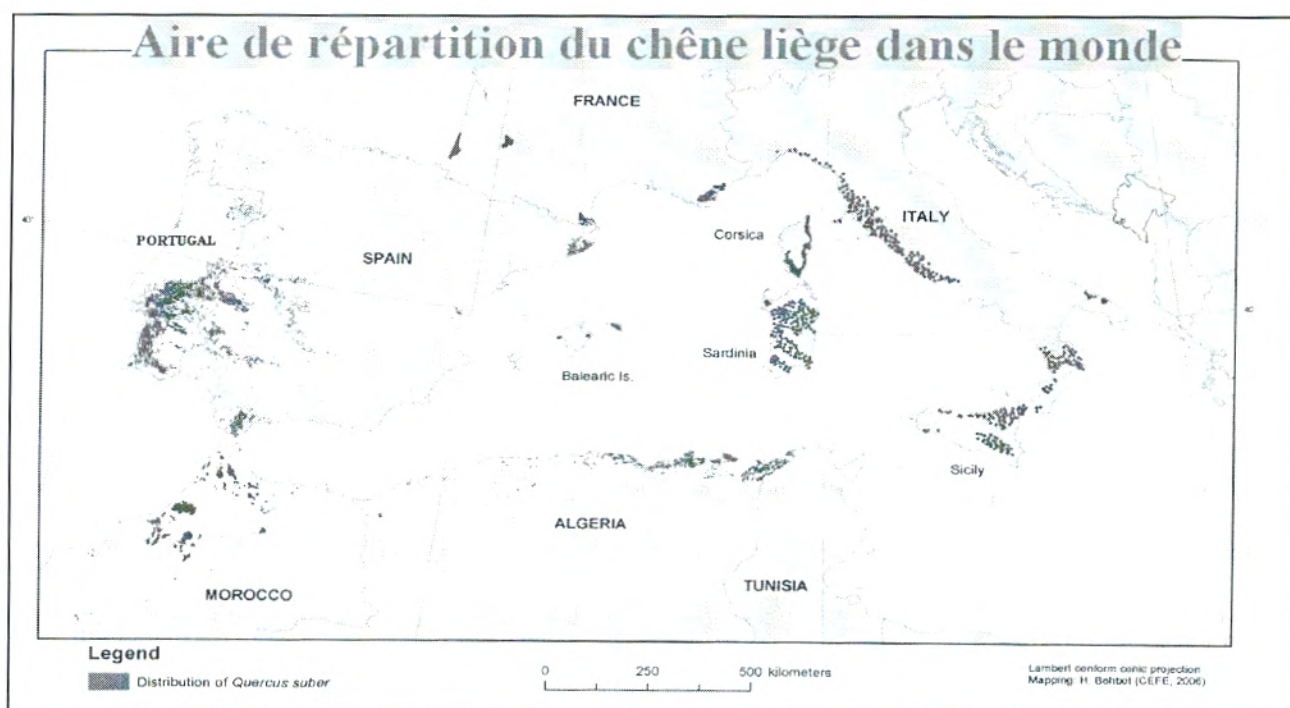 Aire de répartition du chêne liège dans le monde
FRANCE
ITALY
Corsica
PORTUGAL
SPAIN
Sardinia
Balearic Is.
Sicily
ALGERIA
TUNISIA
MOROCCO
Legend
Distribution of Quercus suber
0 250 500 kilometers
Lambert conform conic projection
Mapping: H. Bohbot (CEFE, 2006)